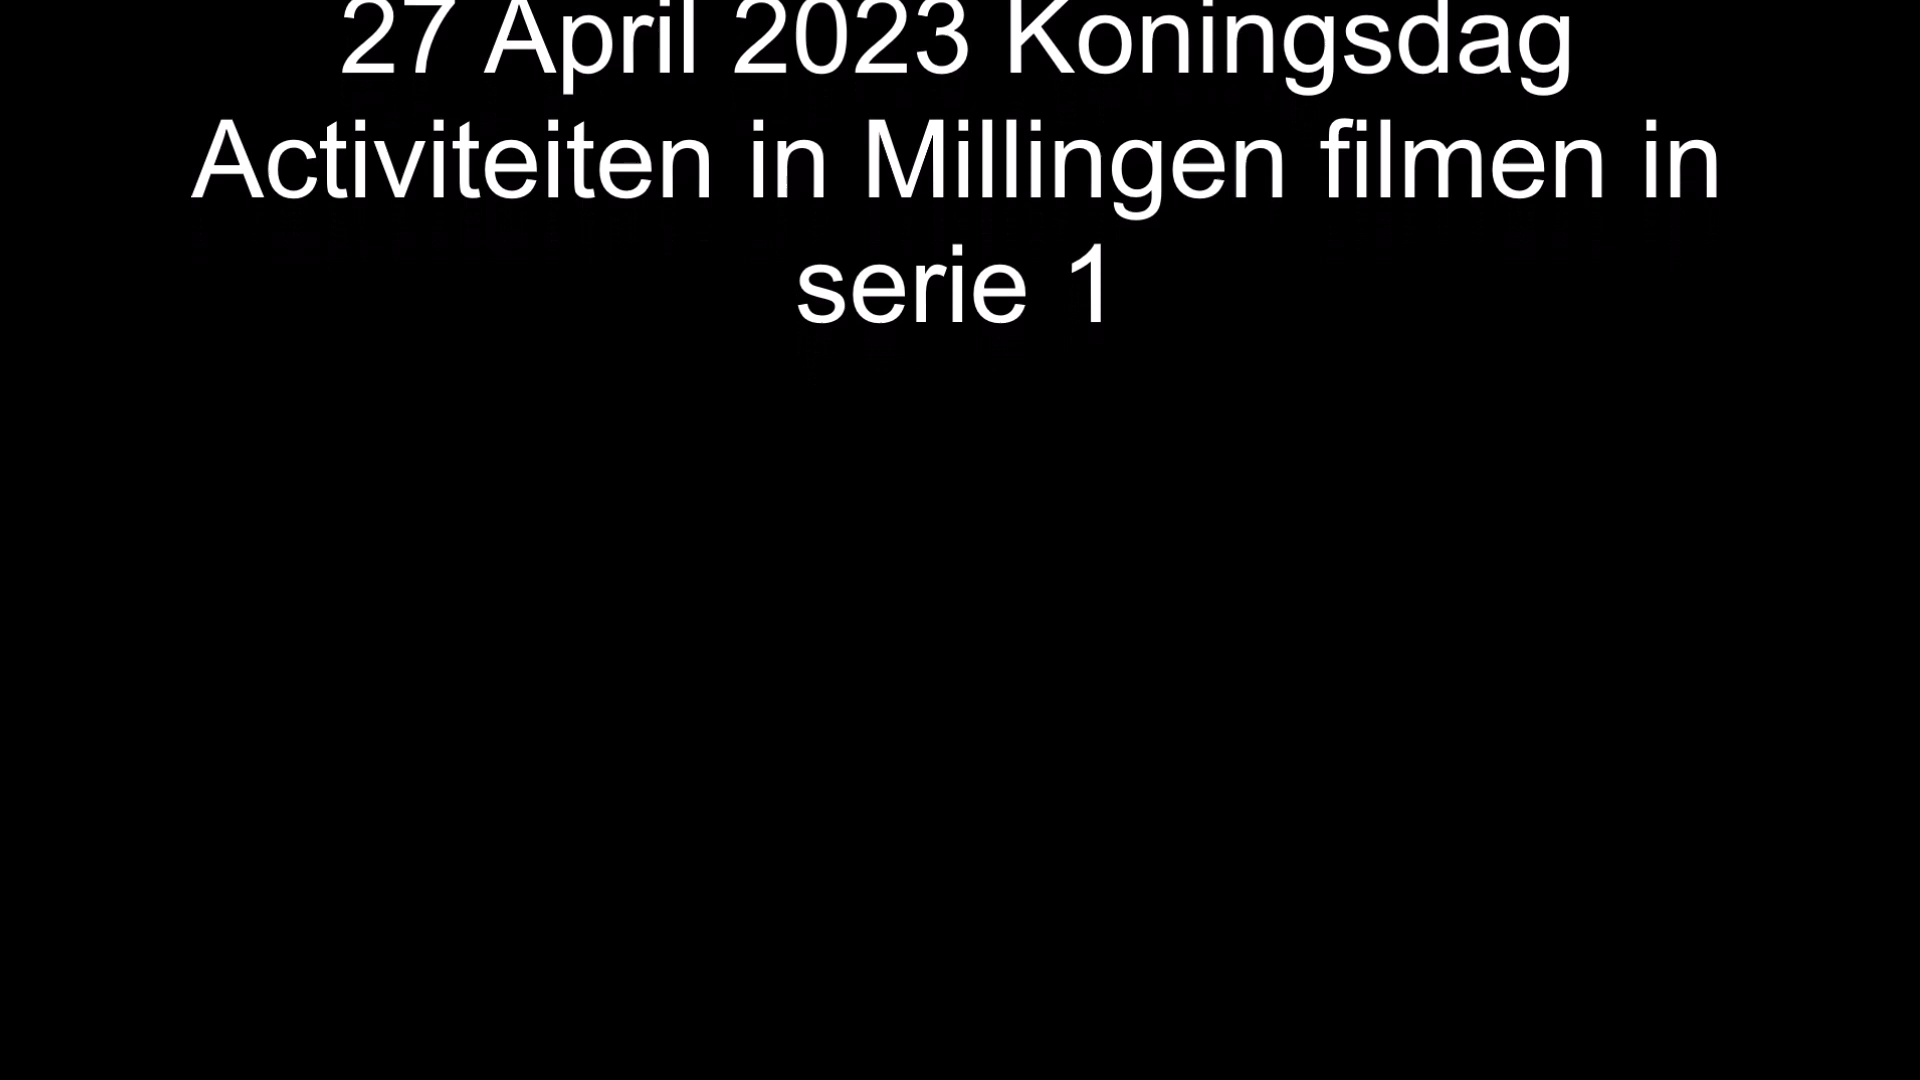 27 April 2023 Koningsdag
Activiteiten in Millingen filmen in
serie 1